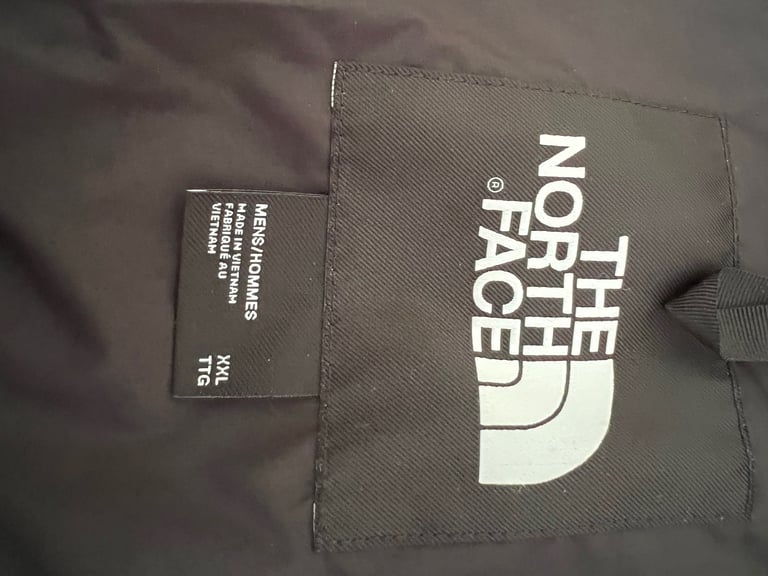 THE
NORTH
FACE
®
MENS/HOMMES
MADE IN VIETNAM
FABRIQUÉ AU
VIETNAM
XXL
TTG